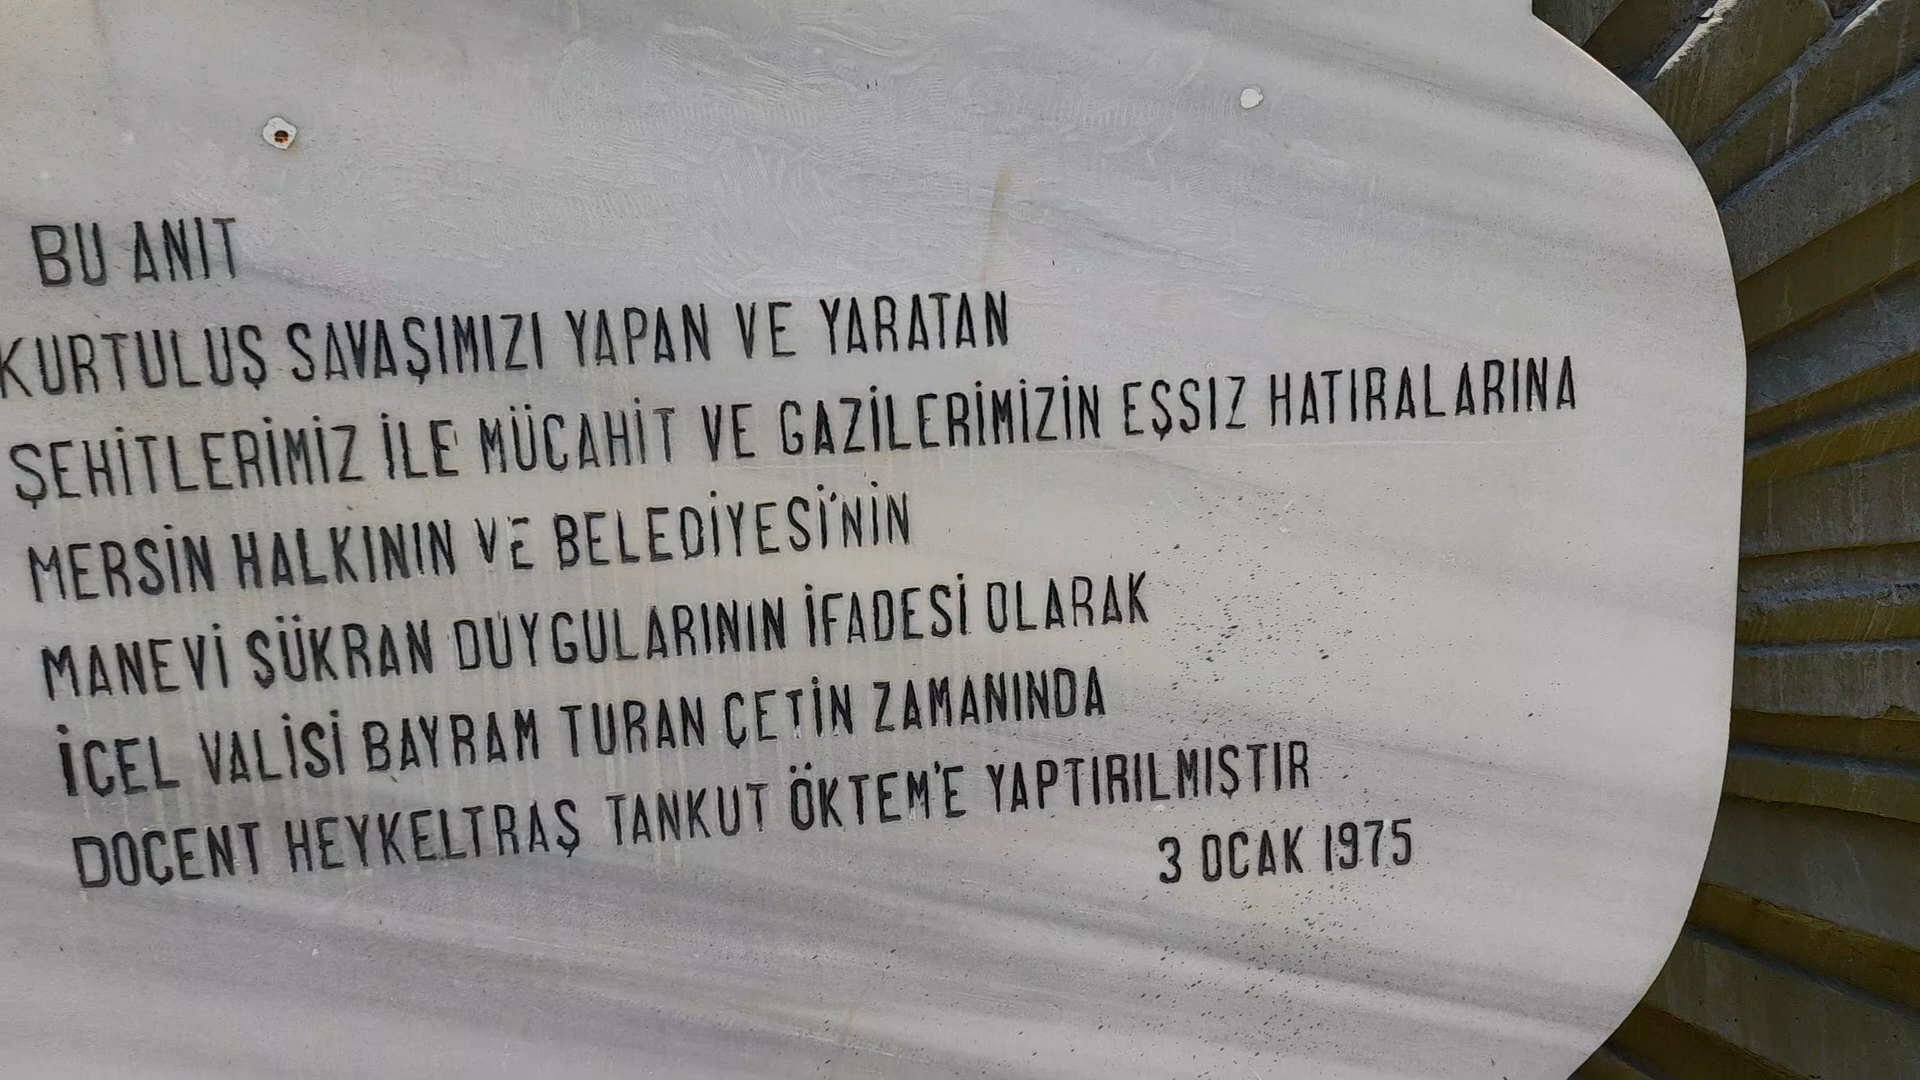 BU ANIT
KURTULUŞ SAVAŞIMIZI YAPAN VE YARATAN
ŞEHİTLERİMİZ İLE MÜCAHİT VE GAZİLERİMİZİN EŞSIZ HATIRALARINA
MERSİN HALKININ VE BELEDİYESİ'NİN
MANEVİ ŞÜKRAN DUYGULARININ İFADESİ OLARAK
İÇEL VALİSİ BAYRAM TURAN ÇETİN ZAMANINDA
DOÇENT HEYKELTRAŞ TANKUT ÖKTEM'E YAPTIRILMIŞTIR
3 OCAK 1975